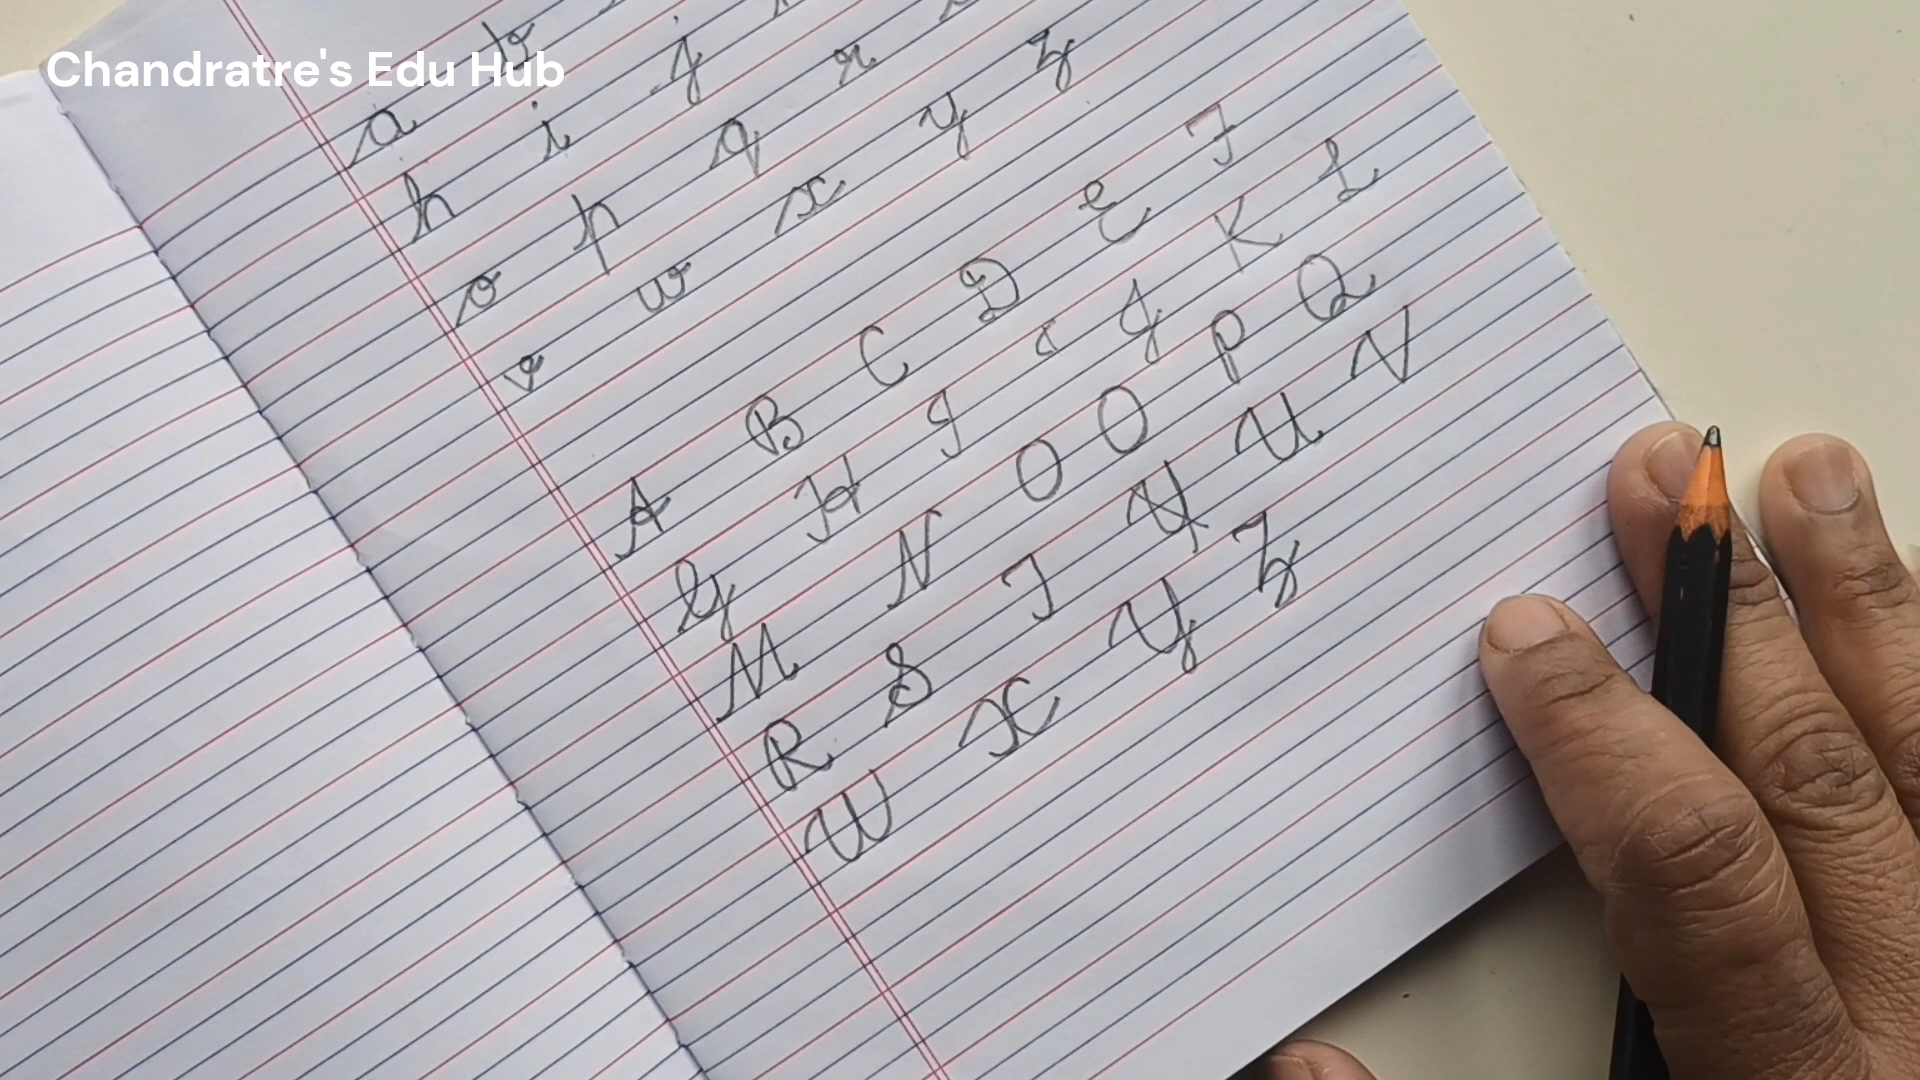 Chandratre's Edu Hub
a b
h i j
o p q r
v w x y z
A B C D E F
G H I J K L
M N O O P Q
R S T U V
W X Y Z